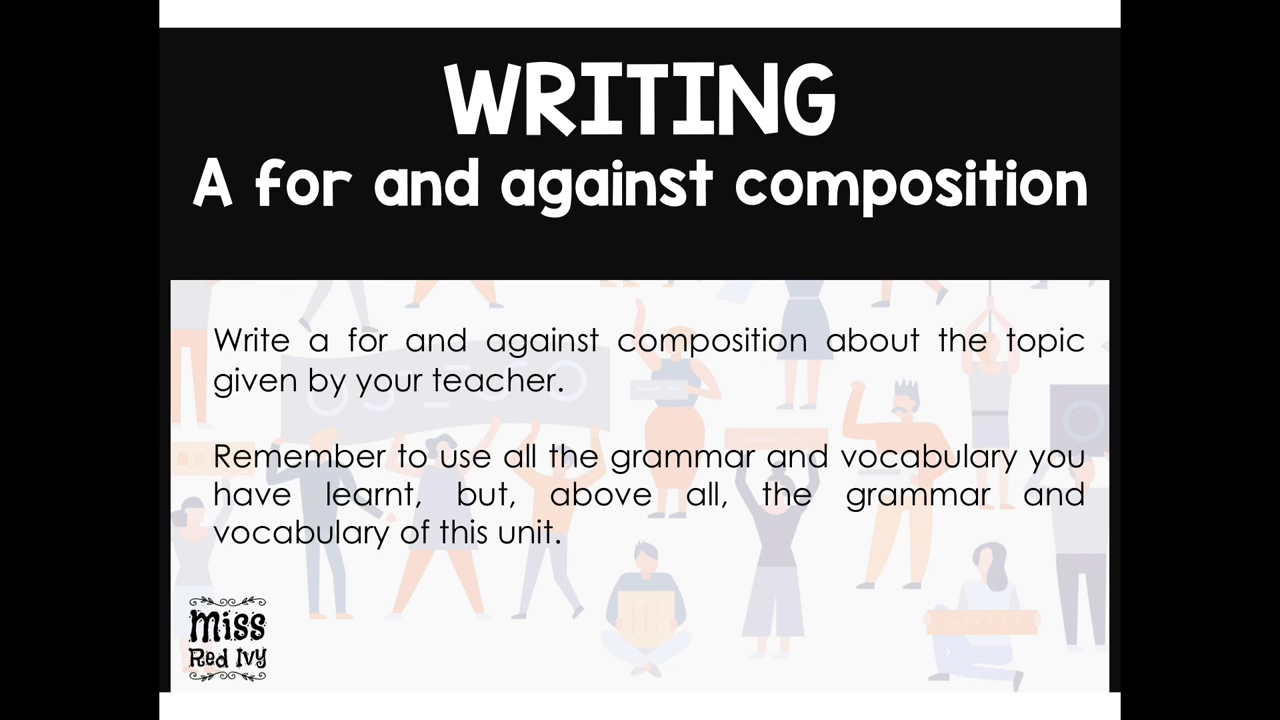 WRITING
A for and against composition
Write a for and against composition about the topic
given by your teacher.
Remember to use all the grammar and vocabulary you
have learnt, but, above all, the grammar and
vocabulary of this unit.
Miss
Red Ivy